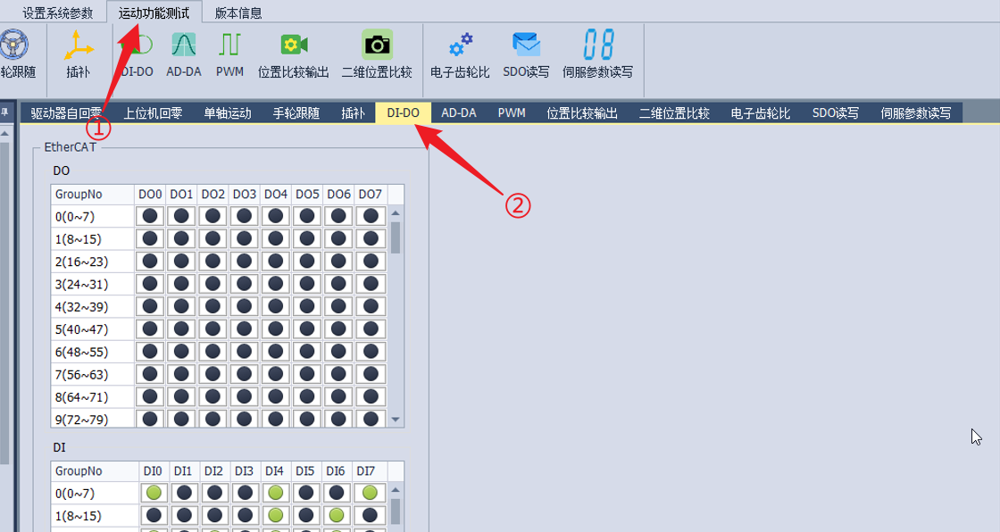 设置系统参数 运动功能测试 版本信息
轮跟随 插补 DI-DO AD-DA PWM 位置比较输出 二维位置比较 电子齿轮比 SDO读写 伺服参数读写
驱动器自回零 上位机回零 单轴运动 手轮跟随 插补 DI-DO AD-DA PWM 位置比较输出 二维位置比较 电子齿轮比 SDO读写 伺服参数读写
①
EtherCAT
DO
GroupNo DO0 DO1 DO2 DO3 DO4 DO5 DO6 DO7
②
0(0~7)
1(8~15)
2(16~23)
3(24~31)
4(32~39)
5(40~47)
6(48~55)
7(56~63)
8(64~71)
9(72~79)
DI
GroupNo DI0 DI1 DI2 DI3 DI4 DI5 DI6 DI7
0(0~7)
1(8~15)